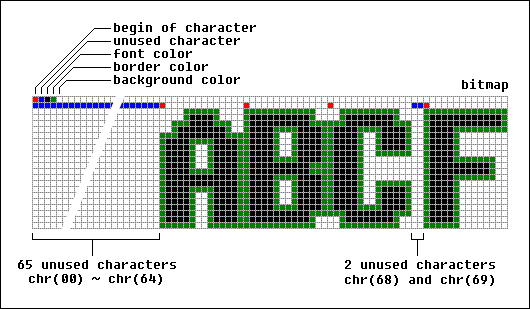 begin of character
unused character
font color
border color
background color
bitmap
ABCF
65 unused characters
chr(00) ~ chr(64)
2 unused characters
chr(68) and chr(69)